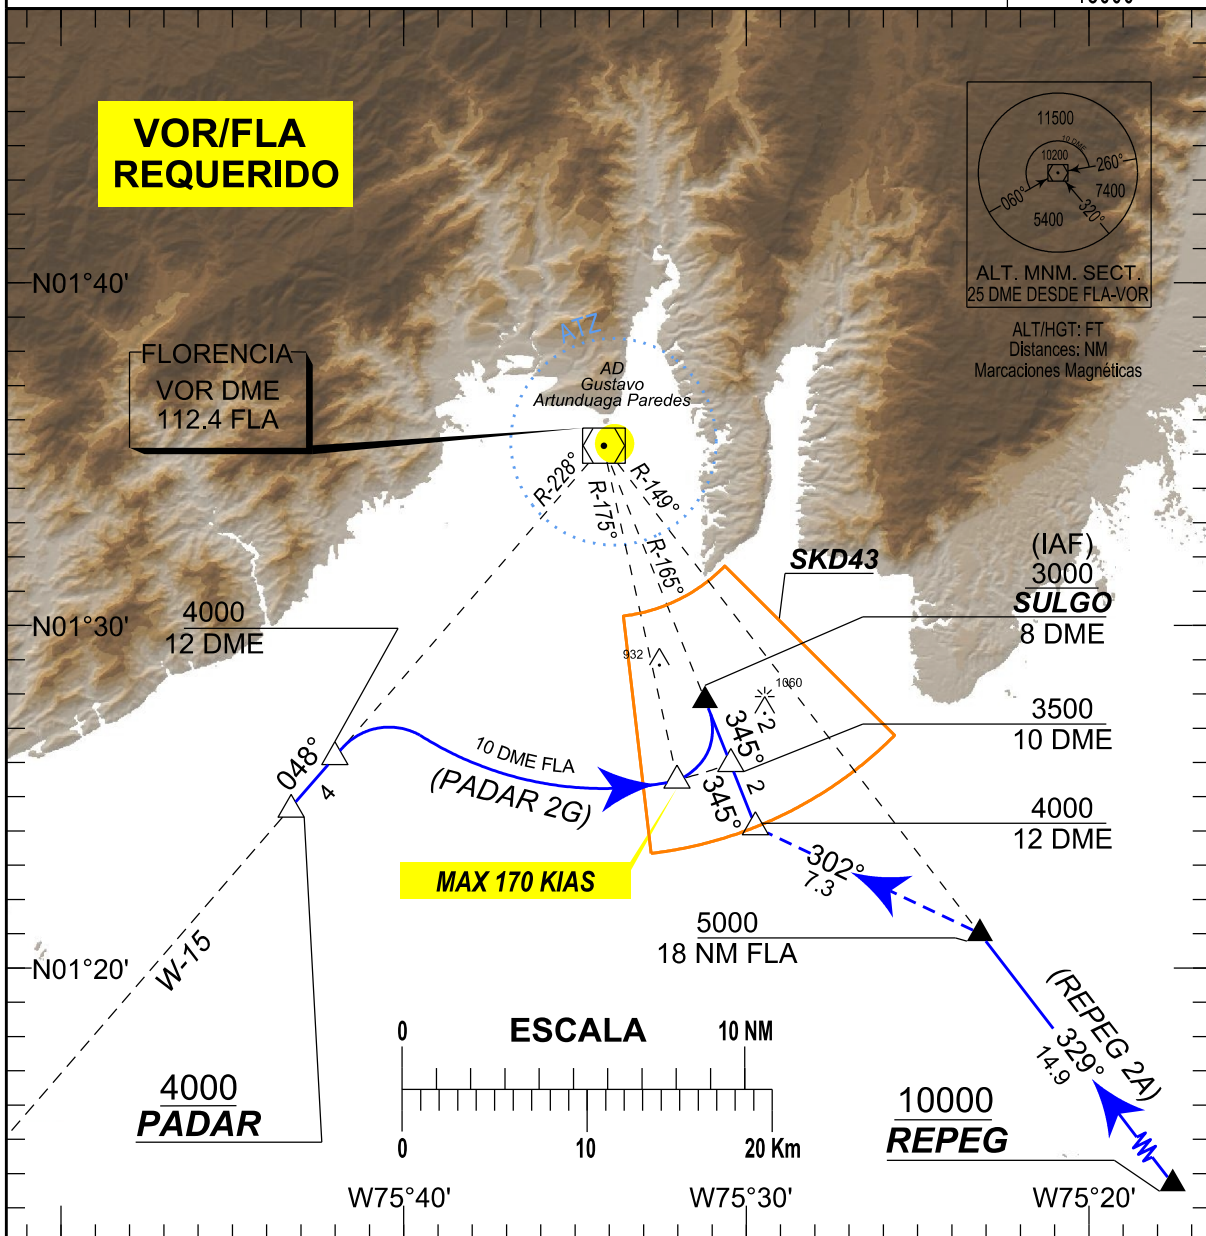 VOR/FLA
REQUERIDO
11500
10 DME
10200
260°
060°
7400
320°
5400
ALT. MNM. SECT.
25 DME DESDE FLA-VOR
ALT/HGT: FT
Distances: NM
Marcaciones Magnéticas
N01°40'
ATZ
FLORENCIA
VOR DME
112.4 FLA
AD
Gustavo
Artunduaga Paredes
R-228°
R-175°
R-149°
R-165°
SKD43
(IAF)
3000
SULGO
8 DME
N01°30'
4000
12 DME
932
1060
3500
10 DME
345°
2
345°
2
048°
4
10 DME FLA
(PADAR 2G)
4000
12 DME
MAX 170 KIAS
302°
7.3
5000
18 NM FLA
W-15
N01°20'
(REPEG 2A)
329°
14.9
0
ESCALA
10 NM
0
10
20 Km
4000
PADAR
10000
REPEG
W75°40'
W75°30'
W75°20'